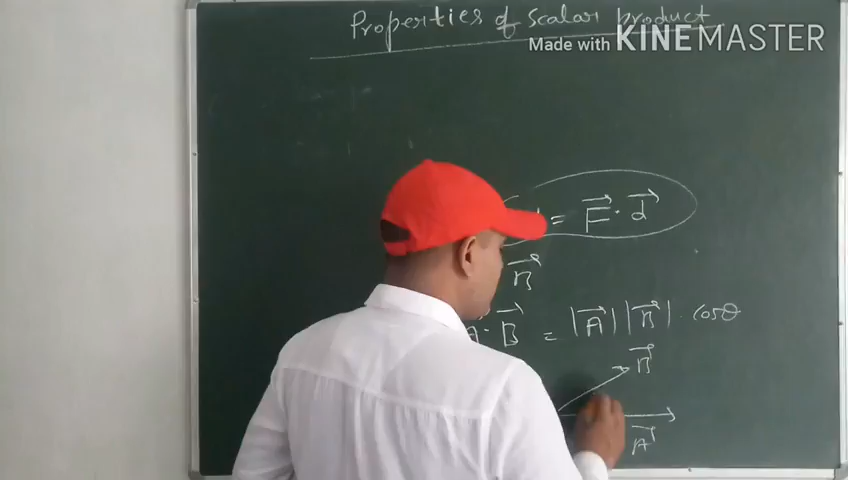 Properties of scalar product
Made with KINEMASTER
= F⃗ · d⃗
B⃗
A⃗ · B⃗ = |A⃗| |B⃗| cosθ
B⃗
A⃗